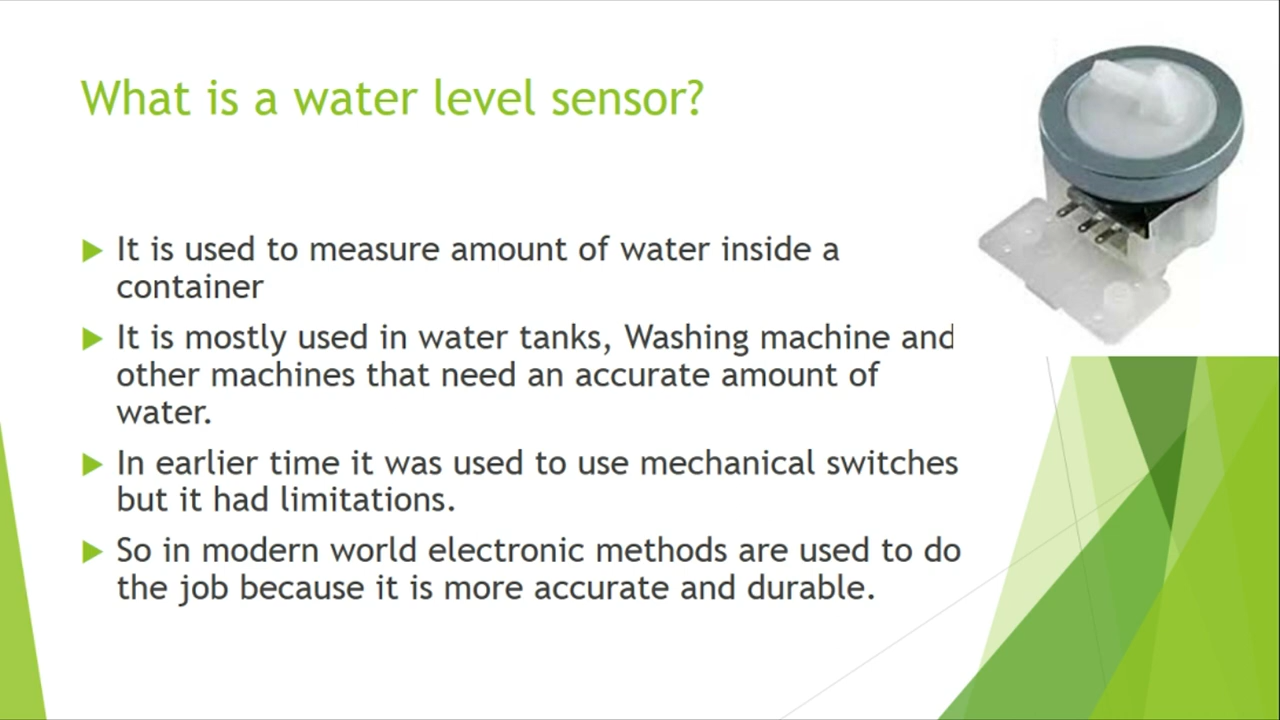 What is a water level sensor?
It is used to measure amount of water inside a
container
It is mostly used in water tanks, Washing machine and
other machines that need an accurate amount of
water.
In earlier time it was used to use mechanical switches
but it had limitations.
So in modern world electronic methods are used to do
the job because it is more accurate and durable.